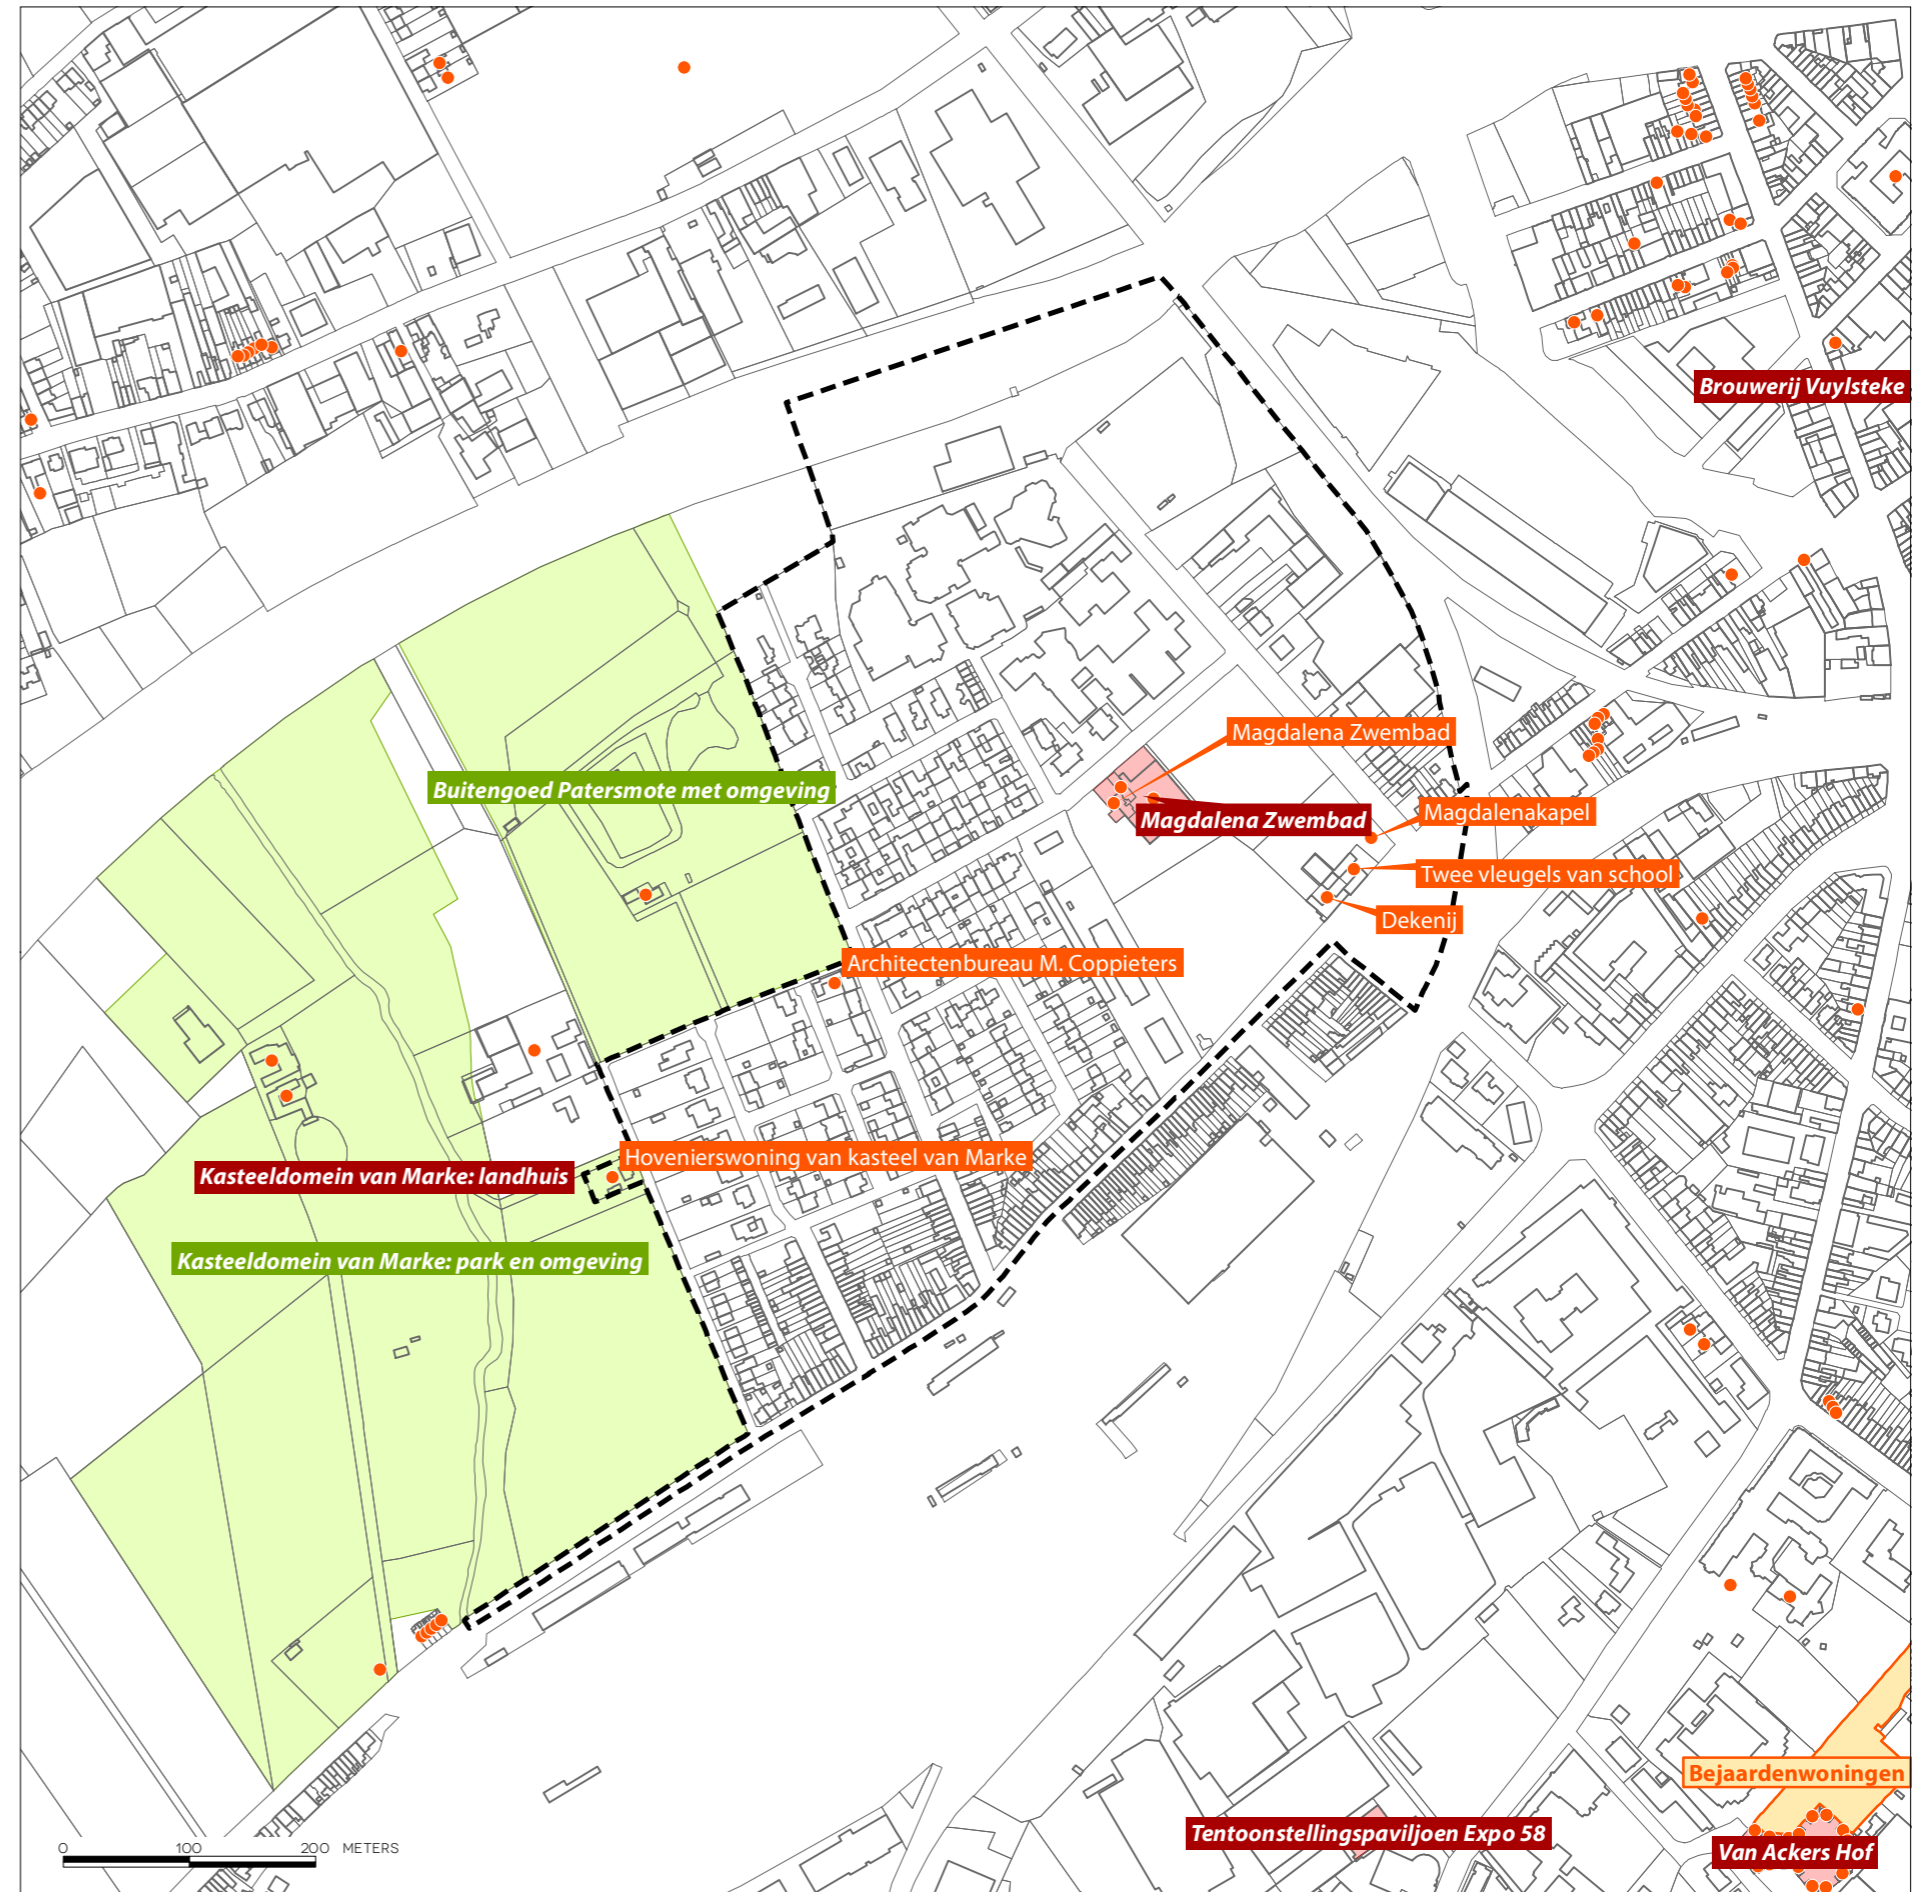 Brouwerij Vuylsteke
Magdalena Zwembad
Buitengoed Patersmote met omgeving
Magdalena Zwembad
Magdalenakapel
Twee vleugels van school
Dekenij
Architectenbureau M. Coppieters
Hovenierswoning van kasteel van Marke
Kasteeldomein van Marke: landhuis
Kasteeldomein van Marke: park en omgeving
Bejaardenwoningen
Tentoonstellingspaviljoen Expo 58
Van Ackers Hof
0 100 200 METERS